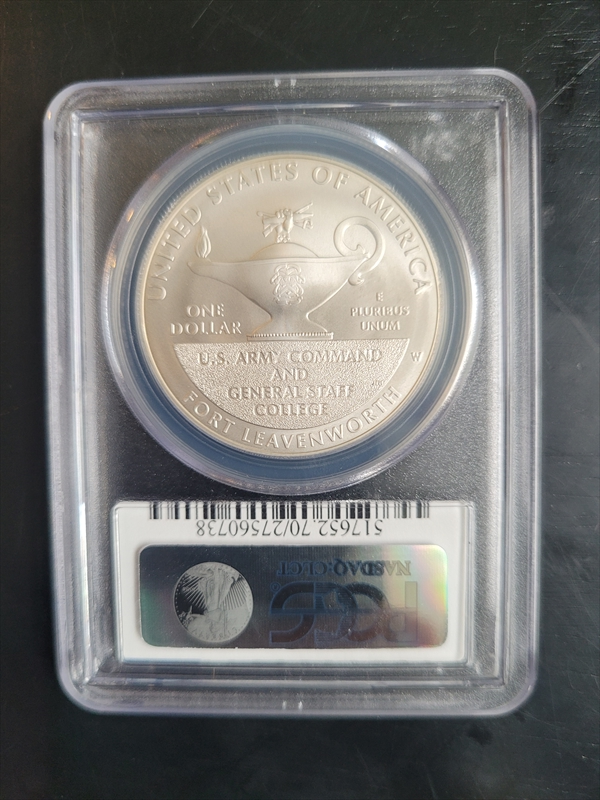 UNITED STATES OF AMERICA
ONE
DOLLAR
E
PLURIBUS
UNUM
U.S. ARMY COMMAND
AND
GENERAL STAFF
COLLEGE
W
FORT LEAVENWORTH
517652.70/27560738
NASDAQ:CLCT
PCGS